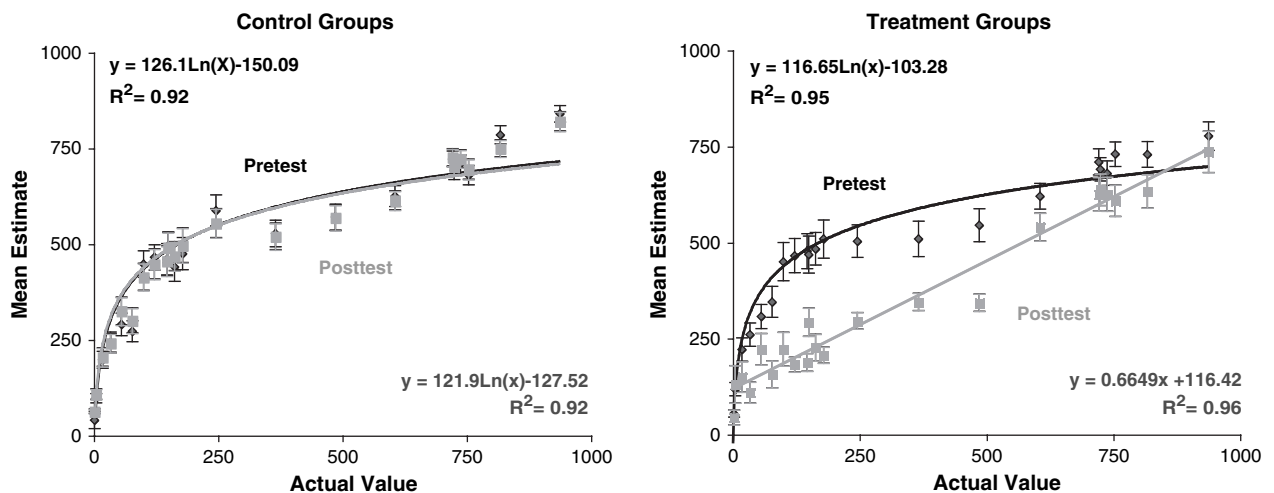 Control Groups
1000
750
500
250
0
Mean Estimate
y = 126.1Ln(X)-150.09
R2= 0.92
Pretest
Posttest
y = 121.9Ln(x)-127.52
R2= 0.92
0 250 500 750 1000
Actual Value
Treatment Groups
1000
750
500
250
0
Mean Estimate
y = 116.65Ln(x)-103.28
R2= 0.95
Pretest
Posttest
y = 0.6649x +116.42
R2= 0.96
0 250 500 750 1000
Actual Value